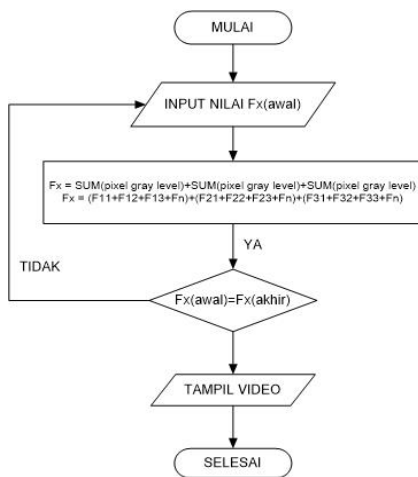 MULAI
INPUT NILAI Fx(awal)
Fx = SUM(pixel gray level)+SUM(pixel gray level)+SUM(pixel gray level)
Fx = (F11+F12+F13+Fn)+(F21+F22+F23+Fn)+(F31+F32+F33+Fn)
YA
TIDAK
Fx(awal)=Fx(akhir)
TAMPIL VIDEO
SELESAI